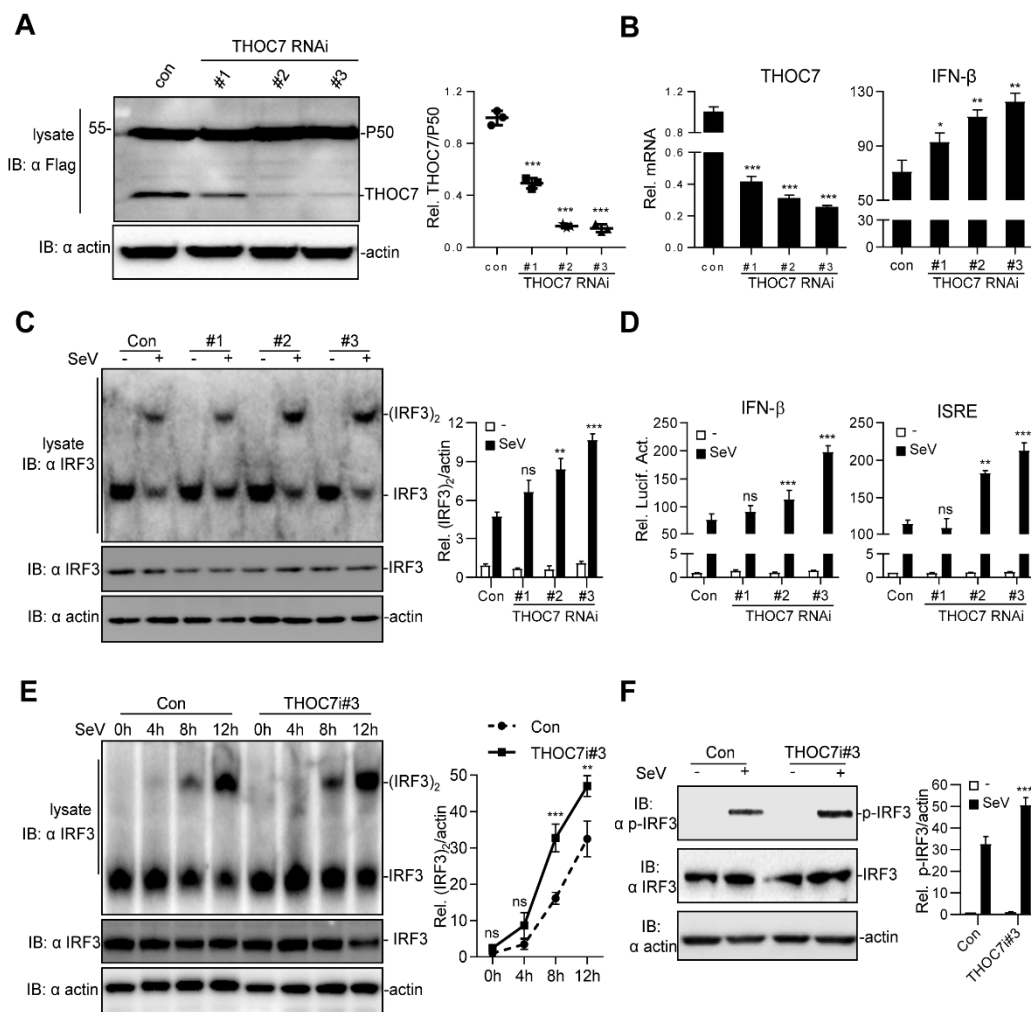 A
THOC7 RNAi
con #1 #2 #3
lysate
IB: α Flag
55-
-P50
-THOC7
IB: α actin
-actin
Rel. THOC7/P50
1.2
0.8
0.4
0.0
*** *** ***
con #1 #2 #3
THOC7 RNAi
B
THOC7
Rel. mRNA
1.2
0.8
0.6
0.4
0.2
0.0
*** *** ***
con #1 #2 #3
THOC7 RNAi
IFN-β
130
90
50
30
0
* ** **
con #1 #2 #3
THOC7 RNAi
C
Con #1 #2 #3
SeV - + - + - + - +
lysate
IB: α IRF3
-(IRF3)₂
- IRF3
IB: α IRF3
-IRF3
IB: α actin
-actin
Rel. (IRF3)₂/actin
-
SeV
12
9
6
3
0
ns ** ***
Con #1 #2 #3
THOC7 RNAi
D
IFN-β
Rel. Lucif. Act.
-
SeV
250
200
150
100
50
5
0
ns *** ***
Con #1 #2 #3
THOC7 RNAi
ISRE
-
SeV
260
190
120
50
5
0
ns ** ***
Con #1 #2 #3
THOC7 RNAi
E
Con THOC7i#3
SeV 0h 4h 8h 12h 0h 4h 8h 12h
lysate
IB: α IRF3
-(IRF3)₂
-IRF3
IB: α IRF3
- IRF3
IB: α actin
-actin
Con
THOC7i#3
Rel. (IRF3)₂/actin
50
40
30
20
10
0
ns ns *** **
0h 4h 8h 12h
F
Con THOC7i#3
SeV - + - +
IB:
α p-IRF3
-p-IRF3
IB:
α IRF3
-IRF3
IB:
α actin
-actin
Rel. p-IRF3/actin
-
SeV
60
50
40
30
20
10
0
***
Con
THOC7i#3